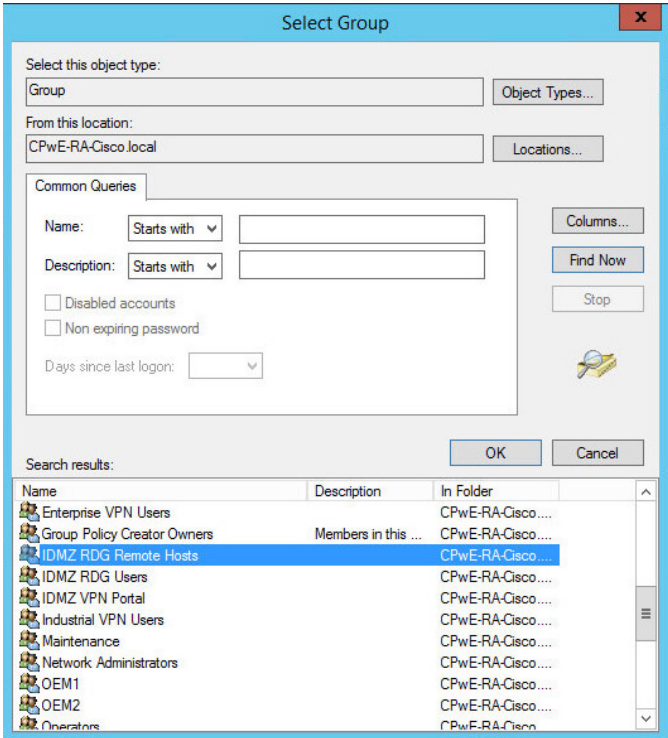 Select Group
x
Select this object type:
Group
Object Types...
From this location:
CPwE-RA-Cisco.local
Locations...
Common Queries
Name:
Starts with
Columns...
Description:
Starts with
Find Now
Disabled accounts
Stop
Non expiring password
Days since last logon:
OK
Cancel
Search results:
Name Description In Folder
Enterprise VPN Users CPwE-RA-Cisco....
Group Policy Creator Owners Members in this ... CPwE-RA-Cisco....
IDMZ RDG Remote Hosts CPwE-RA-Cisco....
IDMZ RDG Users CPwE-RA-Cisco....
IDMZ VPN Portal CPwE-RA-Cisco....
Industrial VPN Users CPwE-RA-Cisco....
Maintenance CPwE-RA-Cisco....
Network Administrators CPwE-RA-Cisco....
OEM1 CPwE-RA-Cisco....
OEM2 CPwE-RA-Cisco....
Operators CPwE-RA-Cisco....